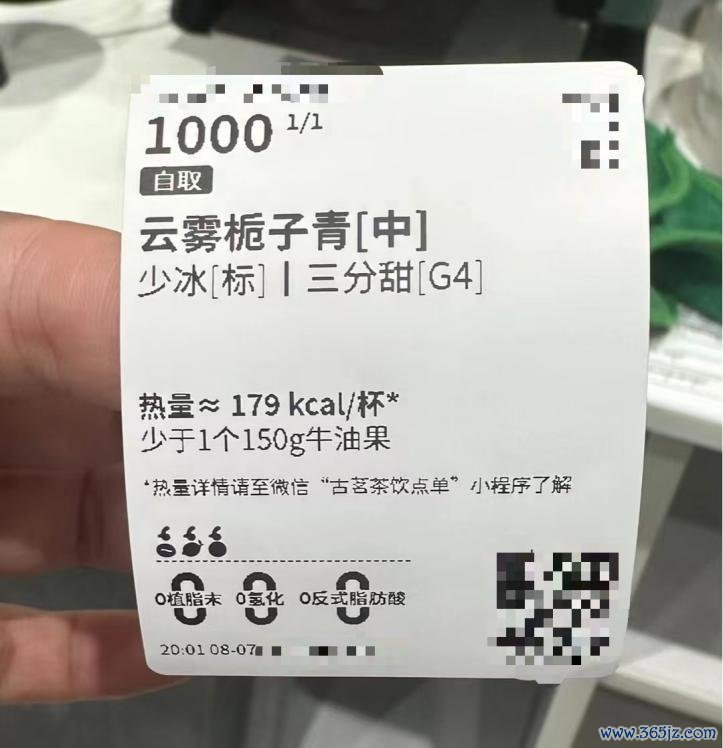 1000 1/1
自取
云雾栀子青[中]
少冰[标]丨三分甜[G4]
热量≈ 179 kcal/杯*
少于1个150g牛油果
*热量详情请至微信“古茗茶饮点单”小程序了解
0植脂末 0氢化 0反式脂肪酸
20:01 08-07
www.365jz.com